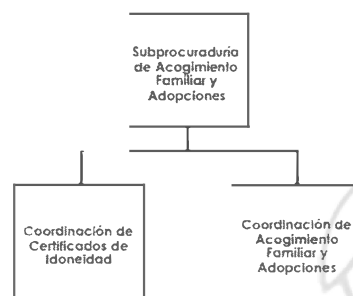 Subprocuraduría
de Acogimiento
Familiar y
Adopciones
Coordinación de
Certificados de
Idoneidad
Coordinación de
Acogimiento
Familiar y
Adopciones